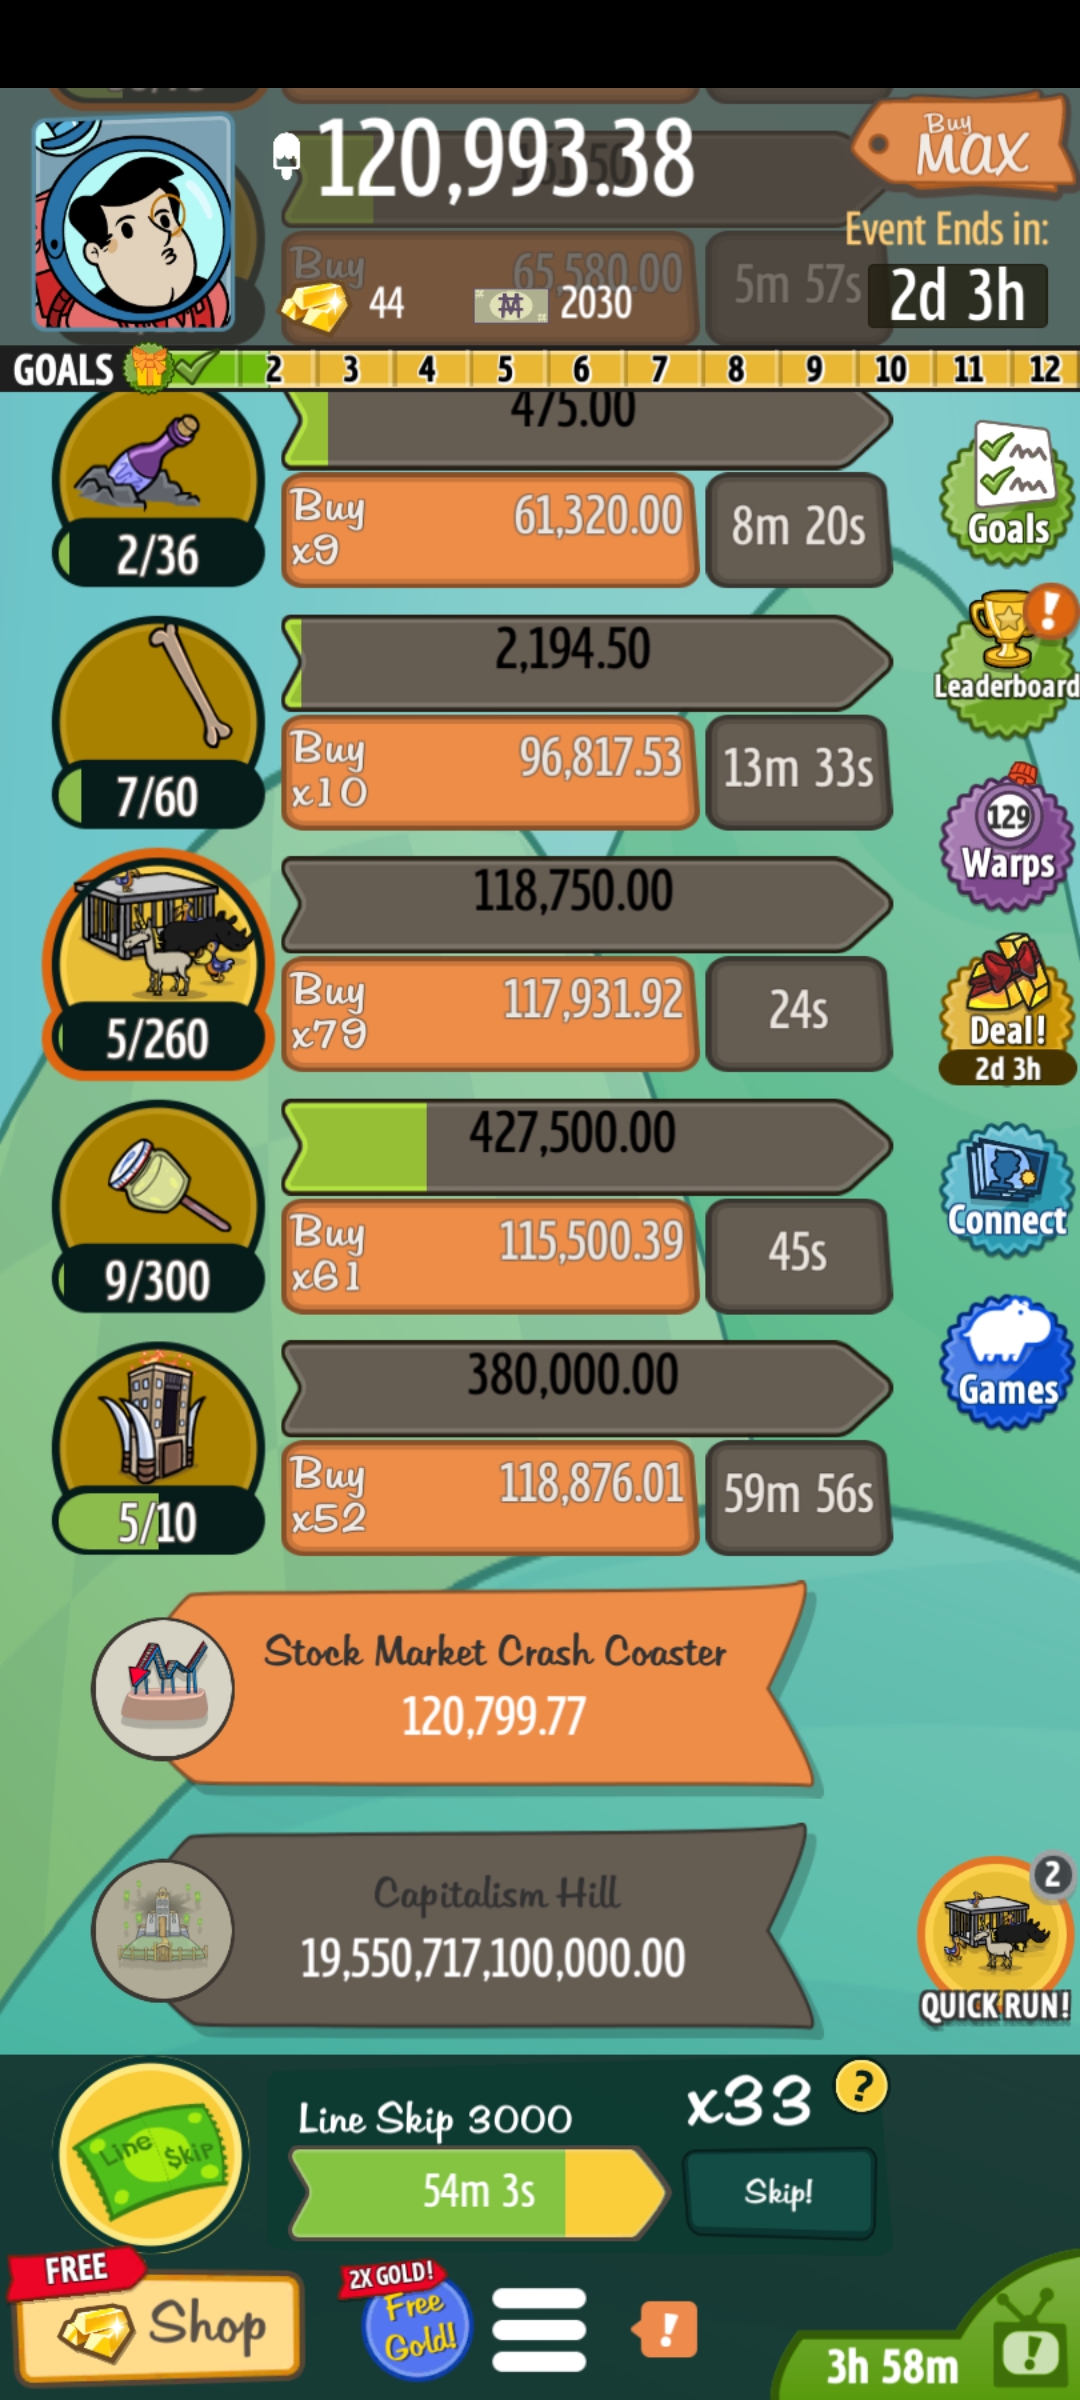 120,993.38
Buy
MAX
Event Ends in:
Buy
65,580.00
5m 57s
2d 3h
44
2030
GOALS
2
3
4
5
6
7
8
9
10
11
12
475.00
Buy
x9
61,320.00
8m 20s
2/36
Goals
2,194.50
Buy
x10
96,817.53
13m 33s
7/60
Leaderboard
118,750.00
Buy
x79
117,931.92
24s
5/260
129
Warps
427,500.00
Buy
x61
115,500.39
45s
9/300
Deal!
2d 3h
Connect
380,000.00
Buy
x52
118,876.01
59m 56s
5/10
Games
Stock Market Crash Coaster
120,799.77
Capitalism Hill
19,550,717,100,000.00
2
QUICK RUN!
Line Skip 3000
x33
?
Line $kip
54m 3s
Skip!
FREE
Shop
2X GOLD!
Free
Gold!
!
3h 58m
!